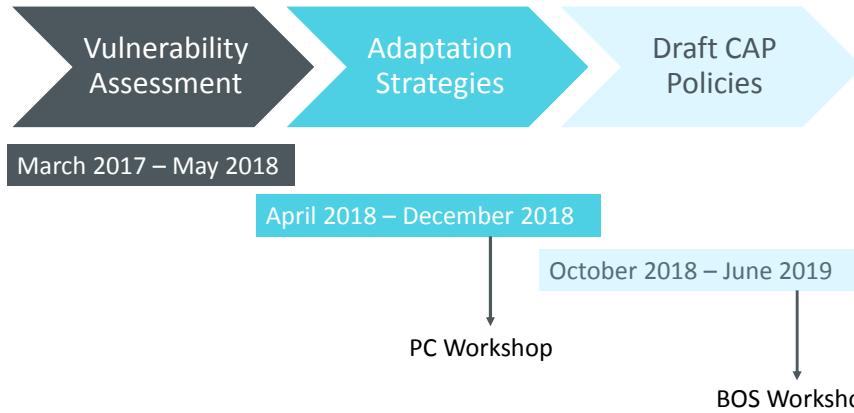 Vulnerability
Assessment
Adaptation
Strategies
Draft CAP
Policies
March 2017 – May 2018
April 2018 – December 2018
October 2018 – June 2019
PC Workshop
BOS